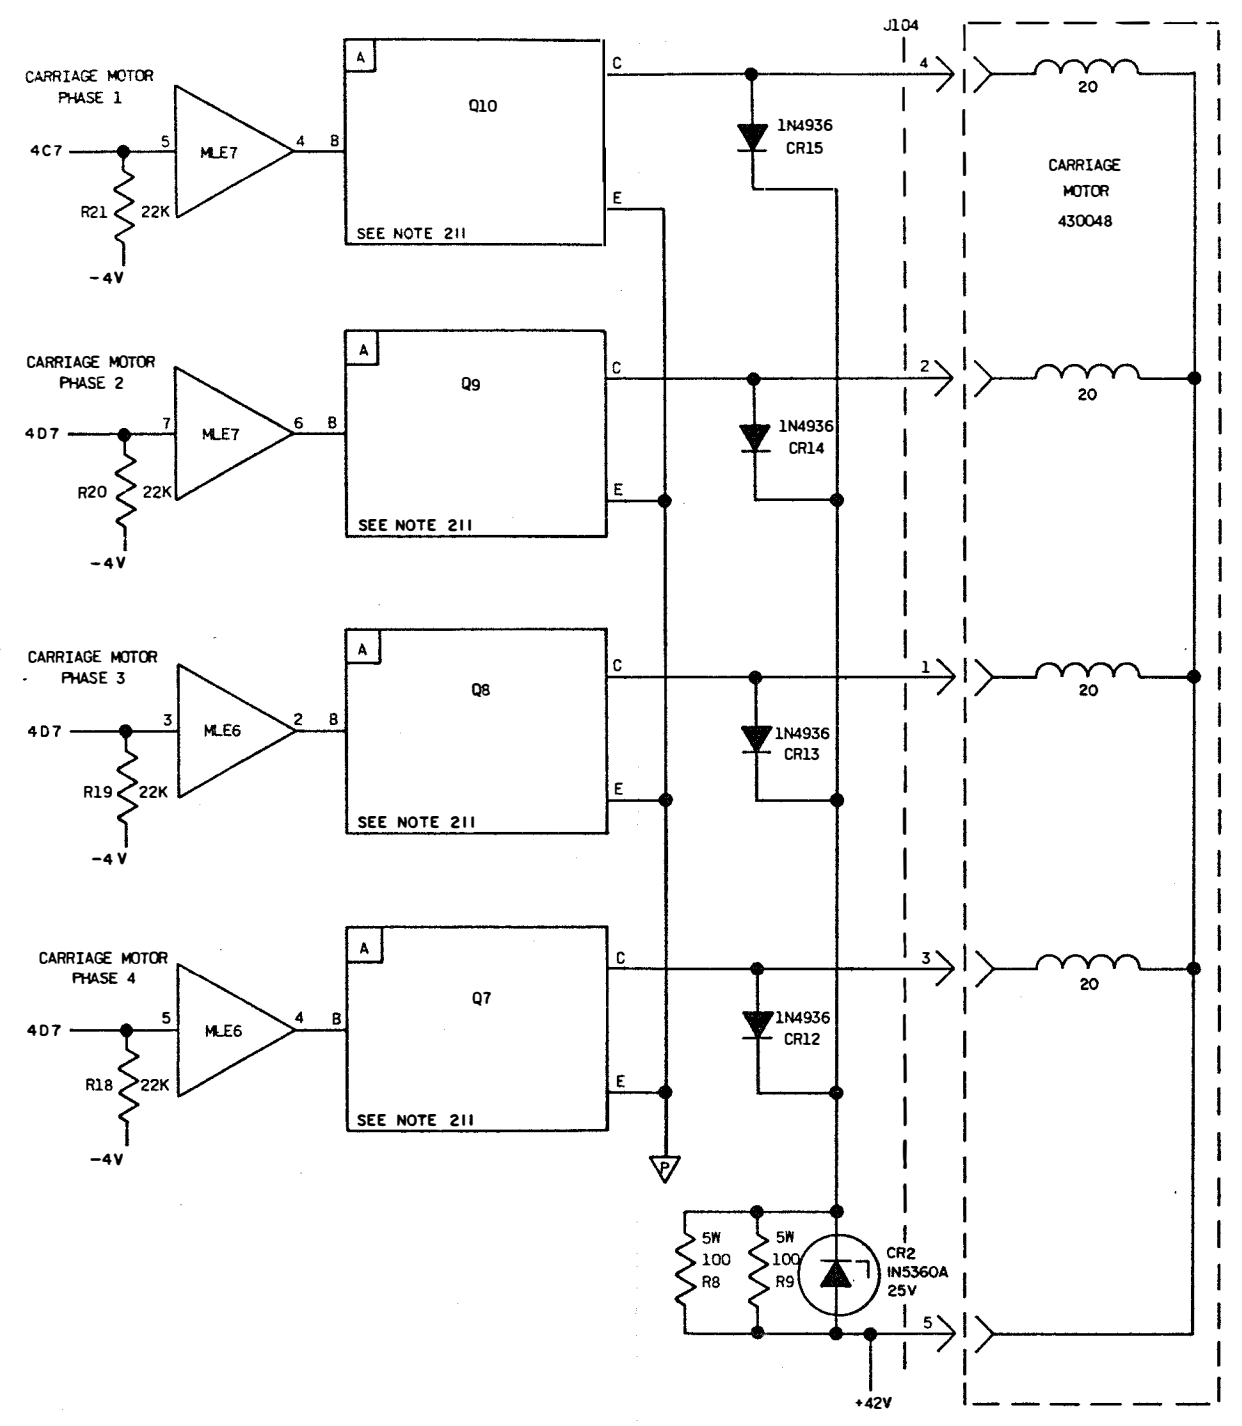 J104
CARRIAGE MOTOR
PHASE 1
4C7
5
MLE7
4
B
A
Q10
SEE NOTE 211
C
E
R21
22K
-4V
1N4936
CR15
4
20
CARRIAGE
MOTOR
430048
CARRIAGE MOTOR
PHASE 2
4D7
7
MLE7
6
B
A
Q9
SEE NOTE 211
C
E
R20
22K
-4V
1N4936
CR14
2
20
CARRIAGE MOTOR
PHASE 3
4D7
3
MLE6
2
B
A
Q8
SEE NOTE 211
C
E
R19
22K
-4V
1N4936
CR13
1
20
CARRIAGE MOTOR
PHASE 4
4D7
5
MLE6
4
B
A
Q7
SEE NOTE 211
C
E
R18
22K
-4V
1N4936
CR12
3
20
P
5W
100
R8
5W
100
R9
CR2
1N5360A
25V
5
+42V